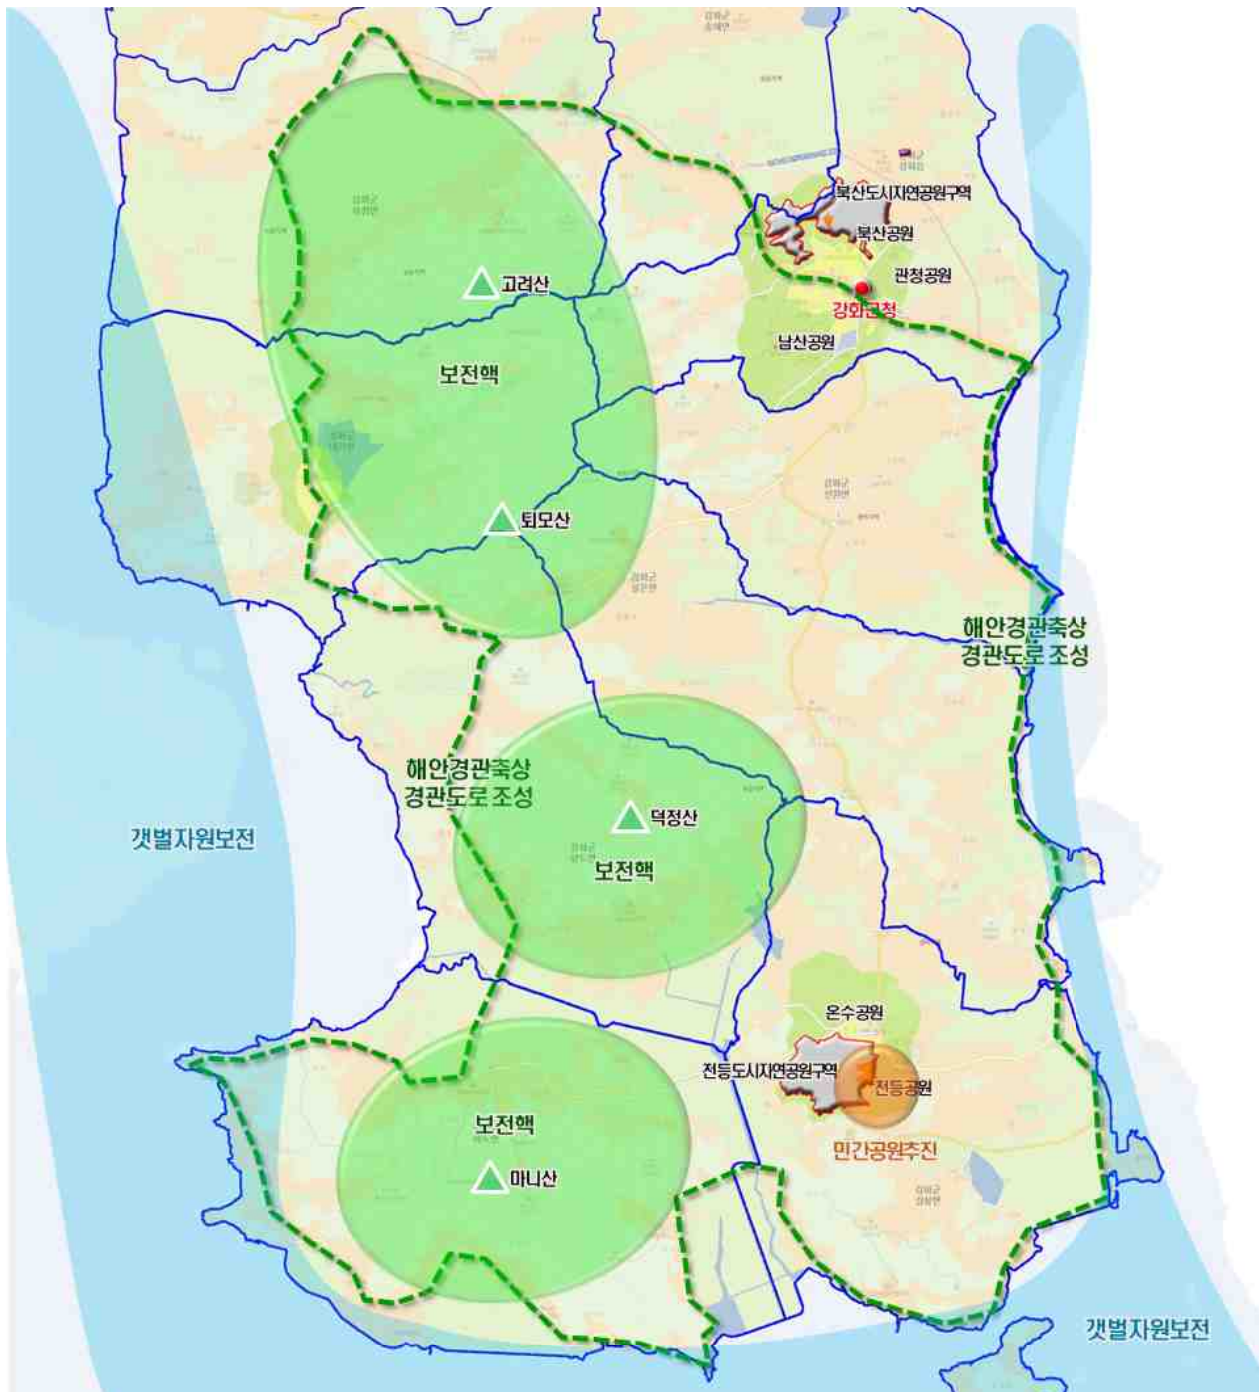 북산도시자연공원구역
북산공원
관청공원
강화군청
남산공원
고려산
보전핵
퇴모산
해안경관축상
경관도로 조성
해안경관축상
경관도로 조성
갯벌자원보전
덕정산
보전핵
온수공원
전등도시자연공원구역
전등공원
민간공원추진
보전핵
마니산
갯벌자원보전